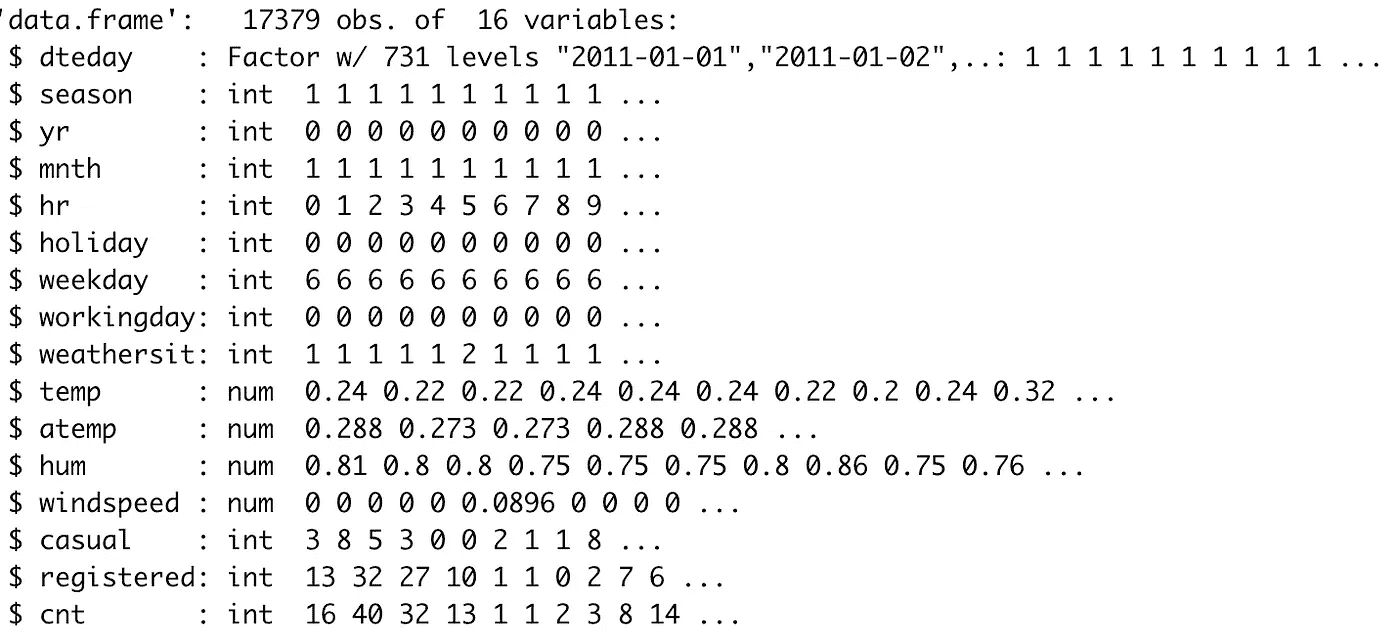 'data.frame':   17379 obs. of  16 variables:
 $ dteday    : Factor w/ 731 levels "2011-01-01","2011-01-02",..: 1 1 1 1 1 1 1 1 1 1 ...
 $ season    : int  1 1 1 1 1 1 1 1 1 1 ...
 $ yr        : int  0 0 0 0 0 0 0 0 0 0 ...
 $ mnth      : int  1 1 1 1 1 1 1 1 1 1 ...
 $ hr        : int  0 1 2 3 4 5 6 7 8 9 ...
 $ holiday   : int  0 0 0 0 0 0 0 0 0 0 ...
 $ weekday   : int  6 6 6 6 6 6 6 6 6 6 ...
 $ workingday: int  0 0 0 0 0 0 0 0 0 0 ...
 $ weathersit: int  1 1 1 1 1 2 1 1 1 1 ...
 $ temp      : num  0.24 0.22 0.22 0.24 0.24 0.24 0.22 0.2 0.24 0.32 ...
 $ atemp     : num  0.288 0.273 0.273 0.288 0.288 ...
 $ hum       : num  0.81 0.8 0.8 0.75 0.75 0.75 0.8 0.86 0.75 0.76 ...
 $ windspeed : num  0 0 0 0 0 0.0896 0 0 0 0 ...
 $ casual    : int  3 8 5 3 0 0 2 1 1 8 ...
 $ registered: int  13 32 27 10 1 1 0 2 7 6 ...
 $ cnt       : int  16 40 32 13 1 1 2 3 8 14 ...